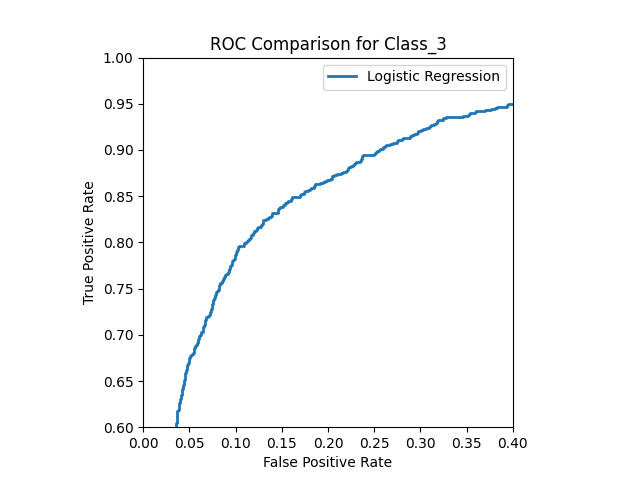 ROC Comparison for Class_3
Logistic Regression
True Positive Rate
1.00
0.95
0.90
0.85
0.80
0.75
0.70
0.65
0.60
0.00 0.05 0.10 0.15 0.20 0.25 0.30 0.35 0.40
False Positive Rate